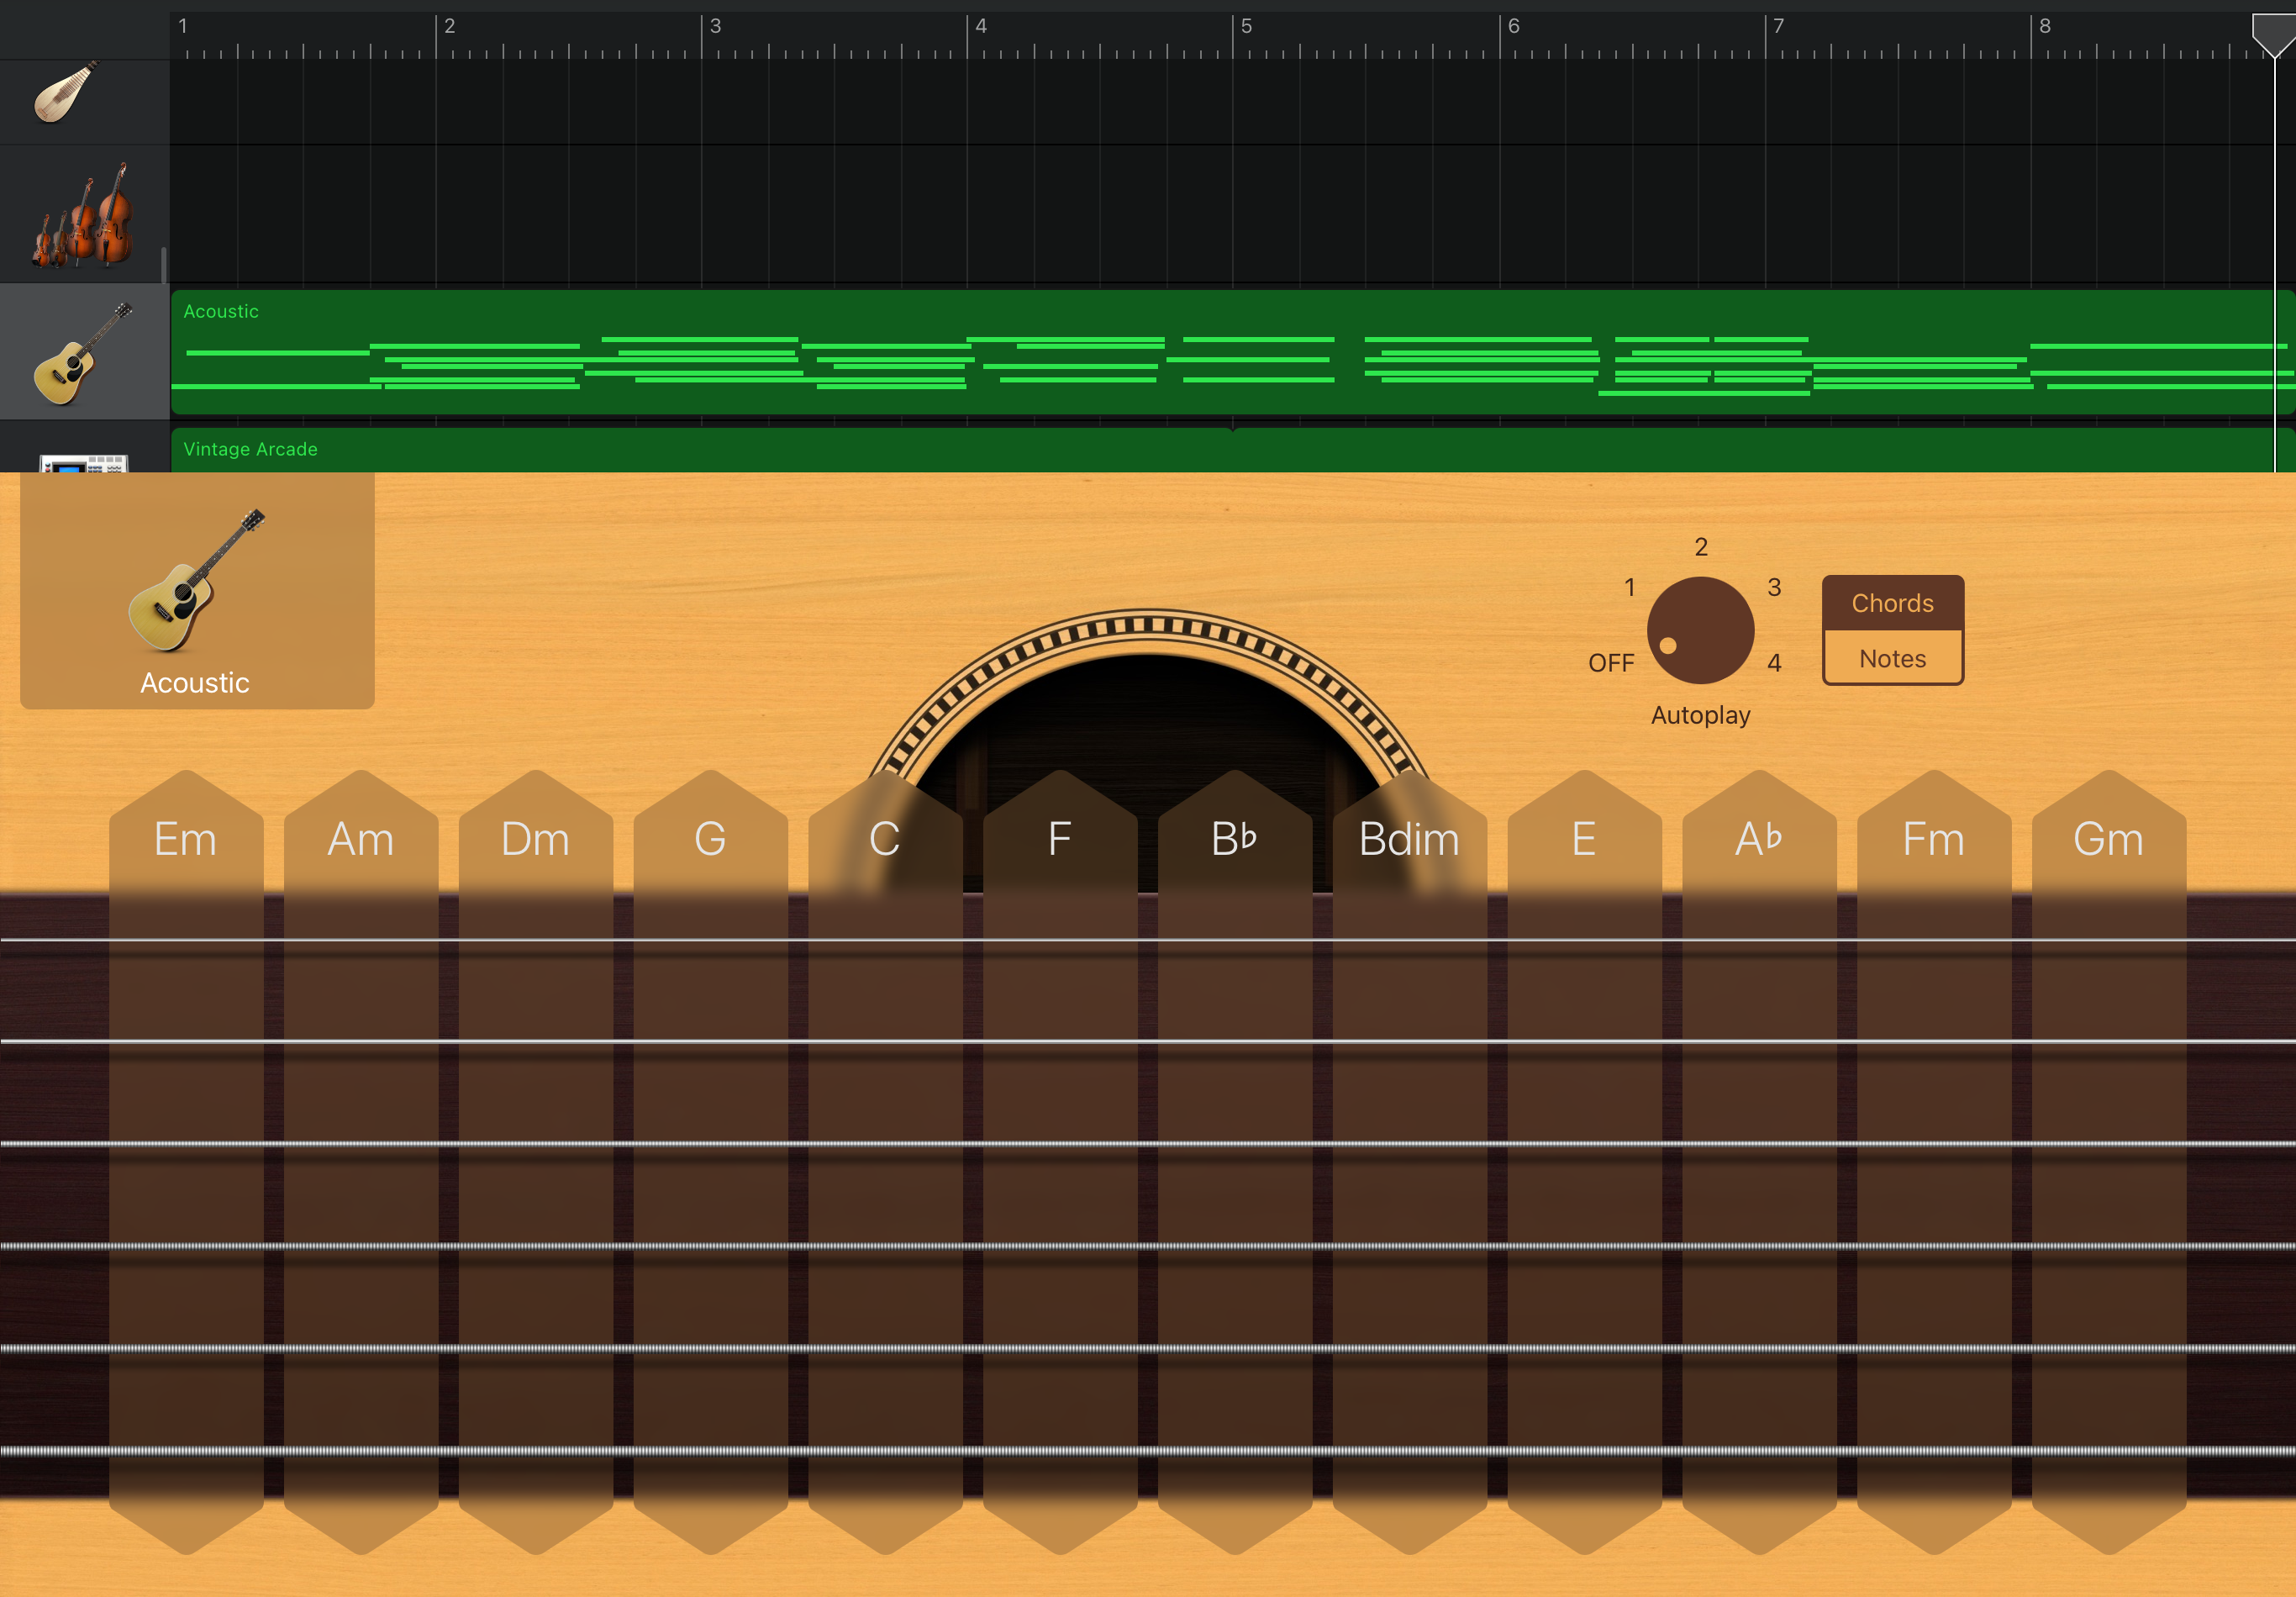 1 2 3 4 5 6 7 8
Acoustic
Vintage Arcade
Acoustic
2
1 3
OFF 4
Autoplay
Chords
Notes
Em Am Dm G C F B♭ Bdim E A♭ Fm Gm